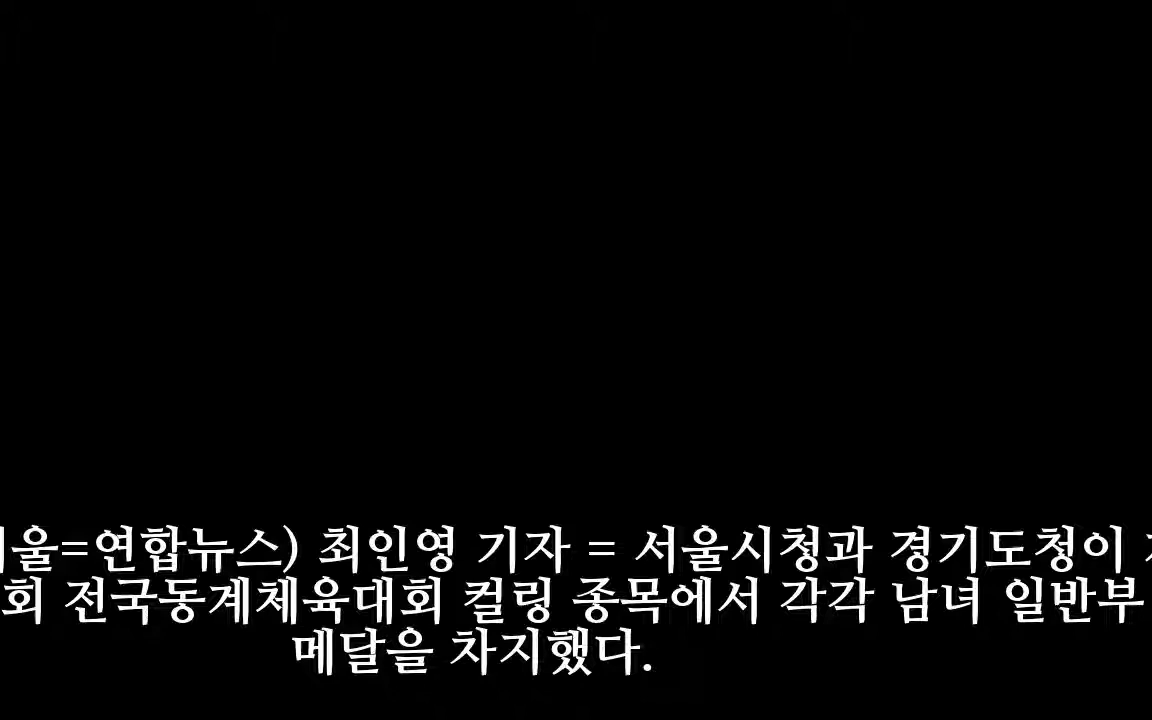 울=연합뉴스) 최인영 기자 = 서울시청과 경기도청이
회 전국동계체육대회 컬링 종목에서 각각 남녀 일반부
메달을 차지했다.